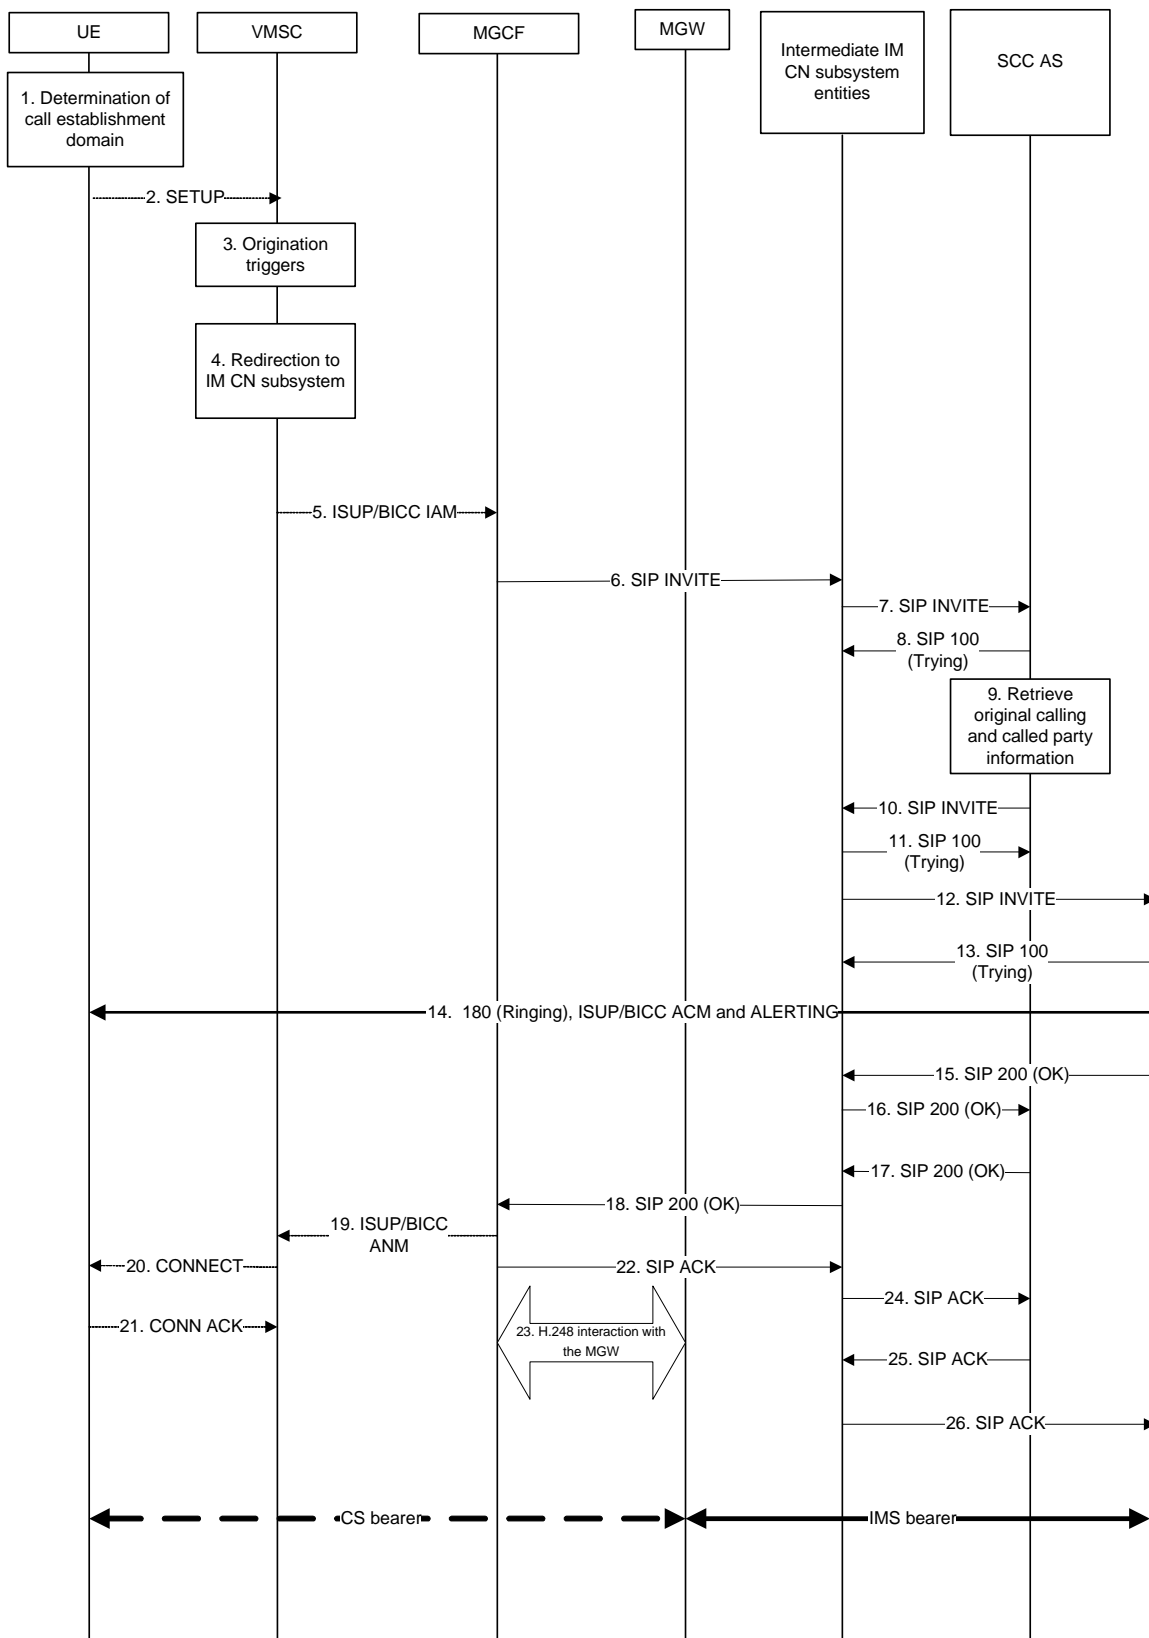 UE
VMSC
MGCF
MGW
Intermediate IM
CN subsystem
entities
SCC AS
1. Determination of
call establishment
domain
2. SETUP
3. Origination
triggers
4. Redirection to
IM CN subsystem
5. ISUP/BICC IAM
6. SIP INVITE
7. SIP INVITE
8. SIP 100
(Trying)
9. Retrieve
original calling
and called party
information
10. SIP INVITE
11. SIP 100
(Trying)
12. SIP INVITE
13. SIP 100
(Trying)
14. 180 (Ringing), ISUP/BICC ACM and ALERTING
15. SIP 200 (OK)
16. SIP 200 (OK)
17. SIP 200 (OK)
18. SIP 200 (OK)
19. ISUP/BICC
ANM
20. CONNECT
22. SIP ACK
24. SIP ACK
21. CONN ACK
23. H.248 interaction with
the MGW
25. SIP ACK
26. SIP ACK
CS bearer
IMS bearer